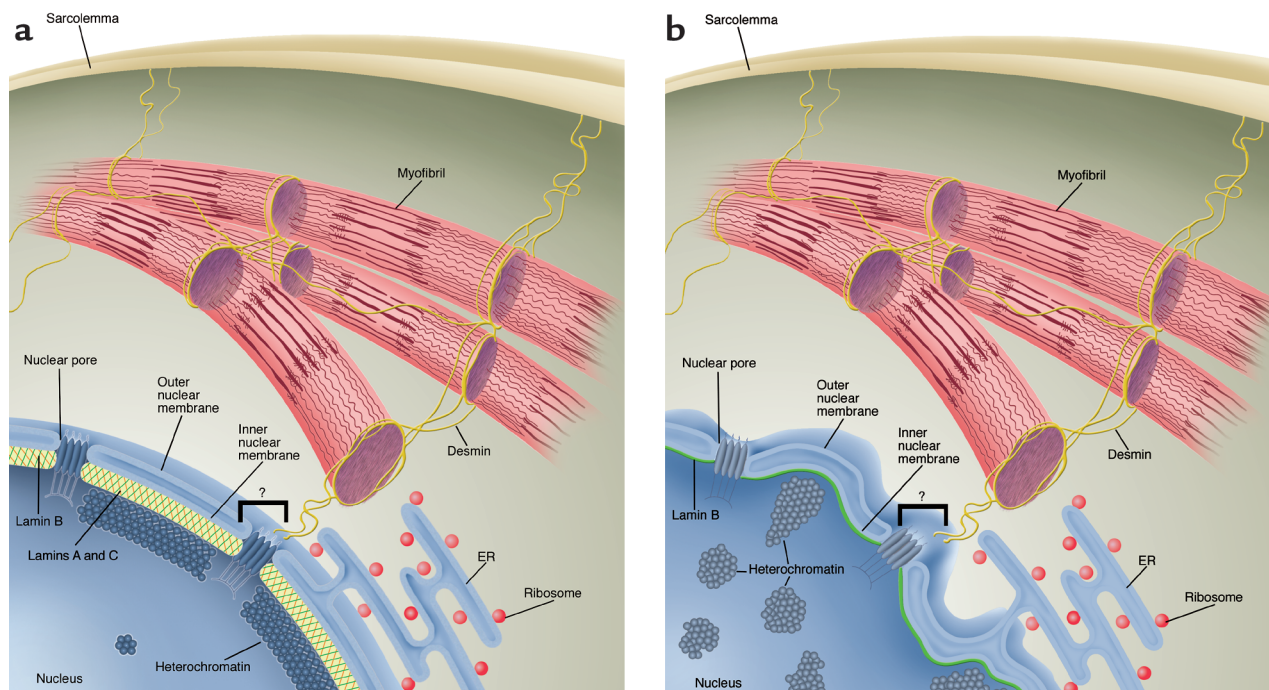 a
Sarcolemma
Myofibril
Nuclear pore
Outer
nuclear
membrane
Inner
nuclear
membrane
?
Desmin
Lamin B
Lamins A and C
ER
Ribosome
Heterochromatin
Nucleus
b
Sarcolemma
Myofibril
Nuclear pore
Outer
nuclear
membrane
Inner
nuclear
membrane
?
Desmin
Lamin B
Heterochromatin
ER
Ribosome
Nucleus